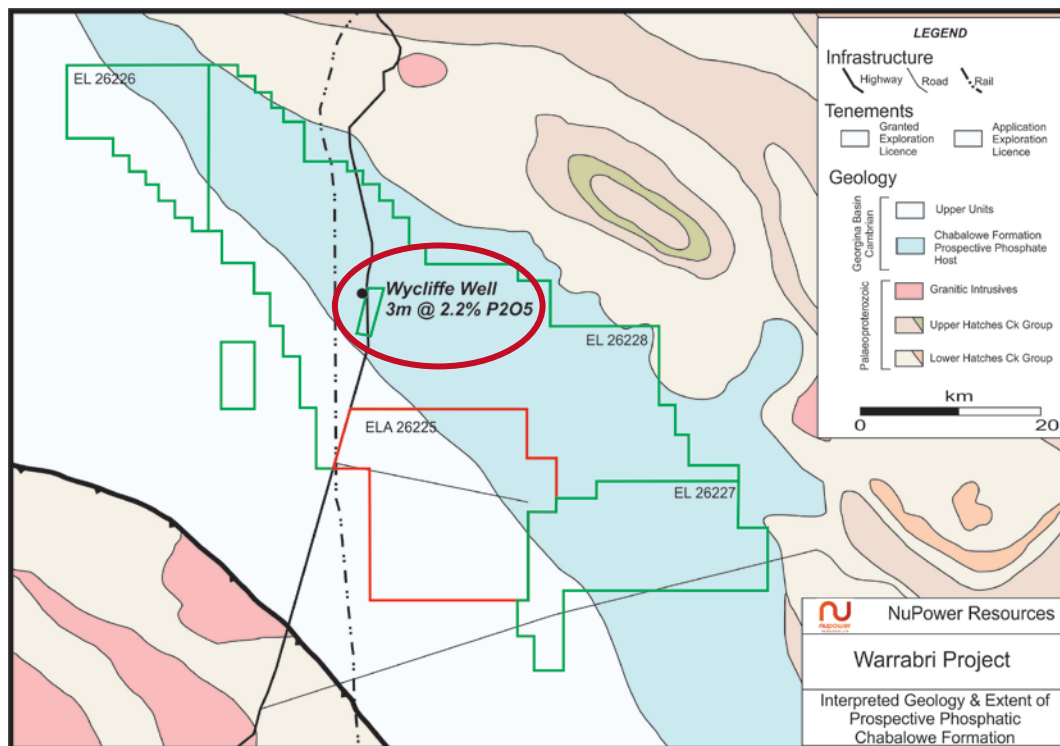 EL 26226
Wycliffe Well
3m @ 2.2% P2O5
EL 26228
ELA 26225
EL 26227
LEGEND
Infrastructure
Highway
Road
Rail
Tenements
Granted
Exploration
Licence
Application
Exploration
Licence
Geology
Georgina Basin
Cambrian
Upper Units
Chabalowe Formation
Prospective Phosphate
Host
Palaeoproterozoic
Granitic Intrusives
Upper Hatches Ck Group
Lower Hatches Ck Group
km
0
20
nupower
NuPower Resources
Warrabri Project
Interpreted Geology & Extent of
Prospective Phosphatic
Chabalowe Formation